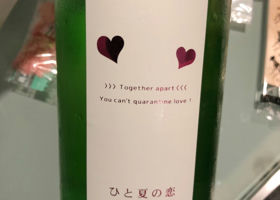 ⟩⟩⟩ Together apart ⟨⟨⟨
You can't quarantine love !
ひと夏の恋